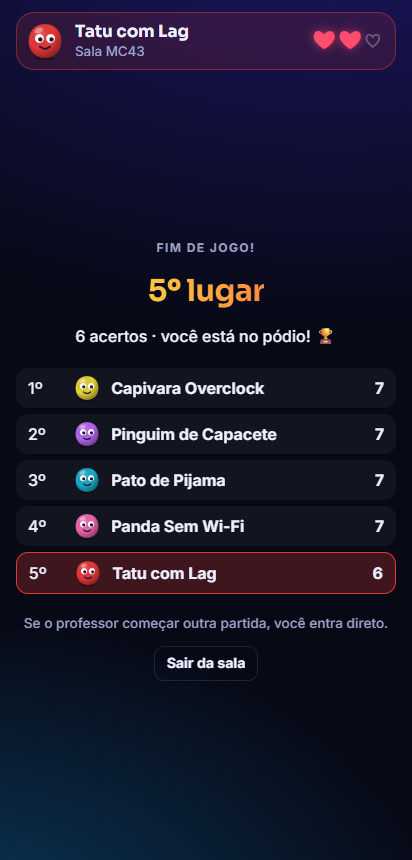 Tatu com Lag
Sala MC43
FIM DE JOGO!
5º lugar
6 acertos · você está no pódio! 🏆
1º Capivara Overclock 7
2º Pinguim de Capacete 7
3º Pato de Pijama 7
4º Panda Sem Wi-Fi 7
5º Tatu com Lag 6
Se o professor começar outra partida, você entra direto.
Sair da sala